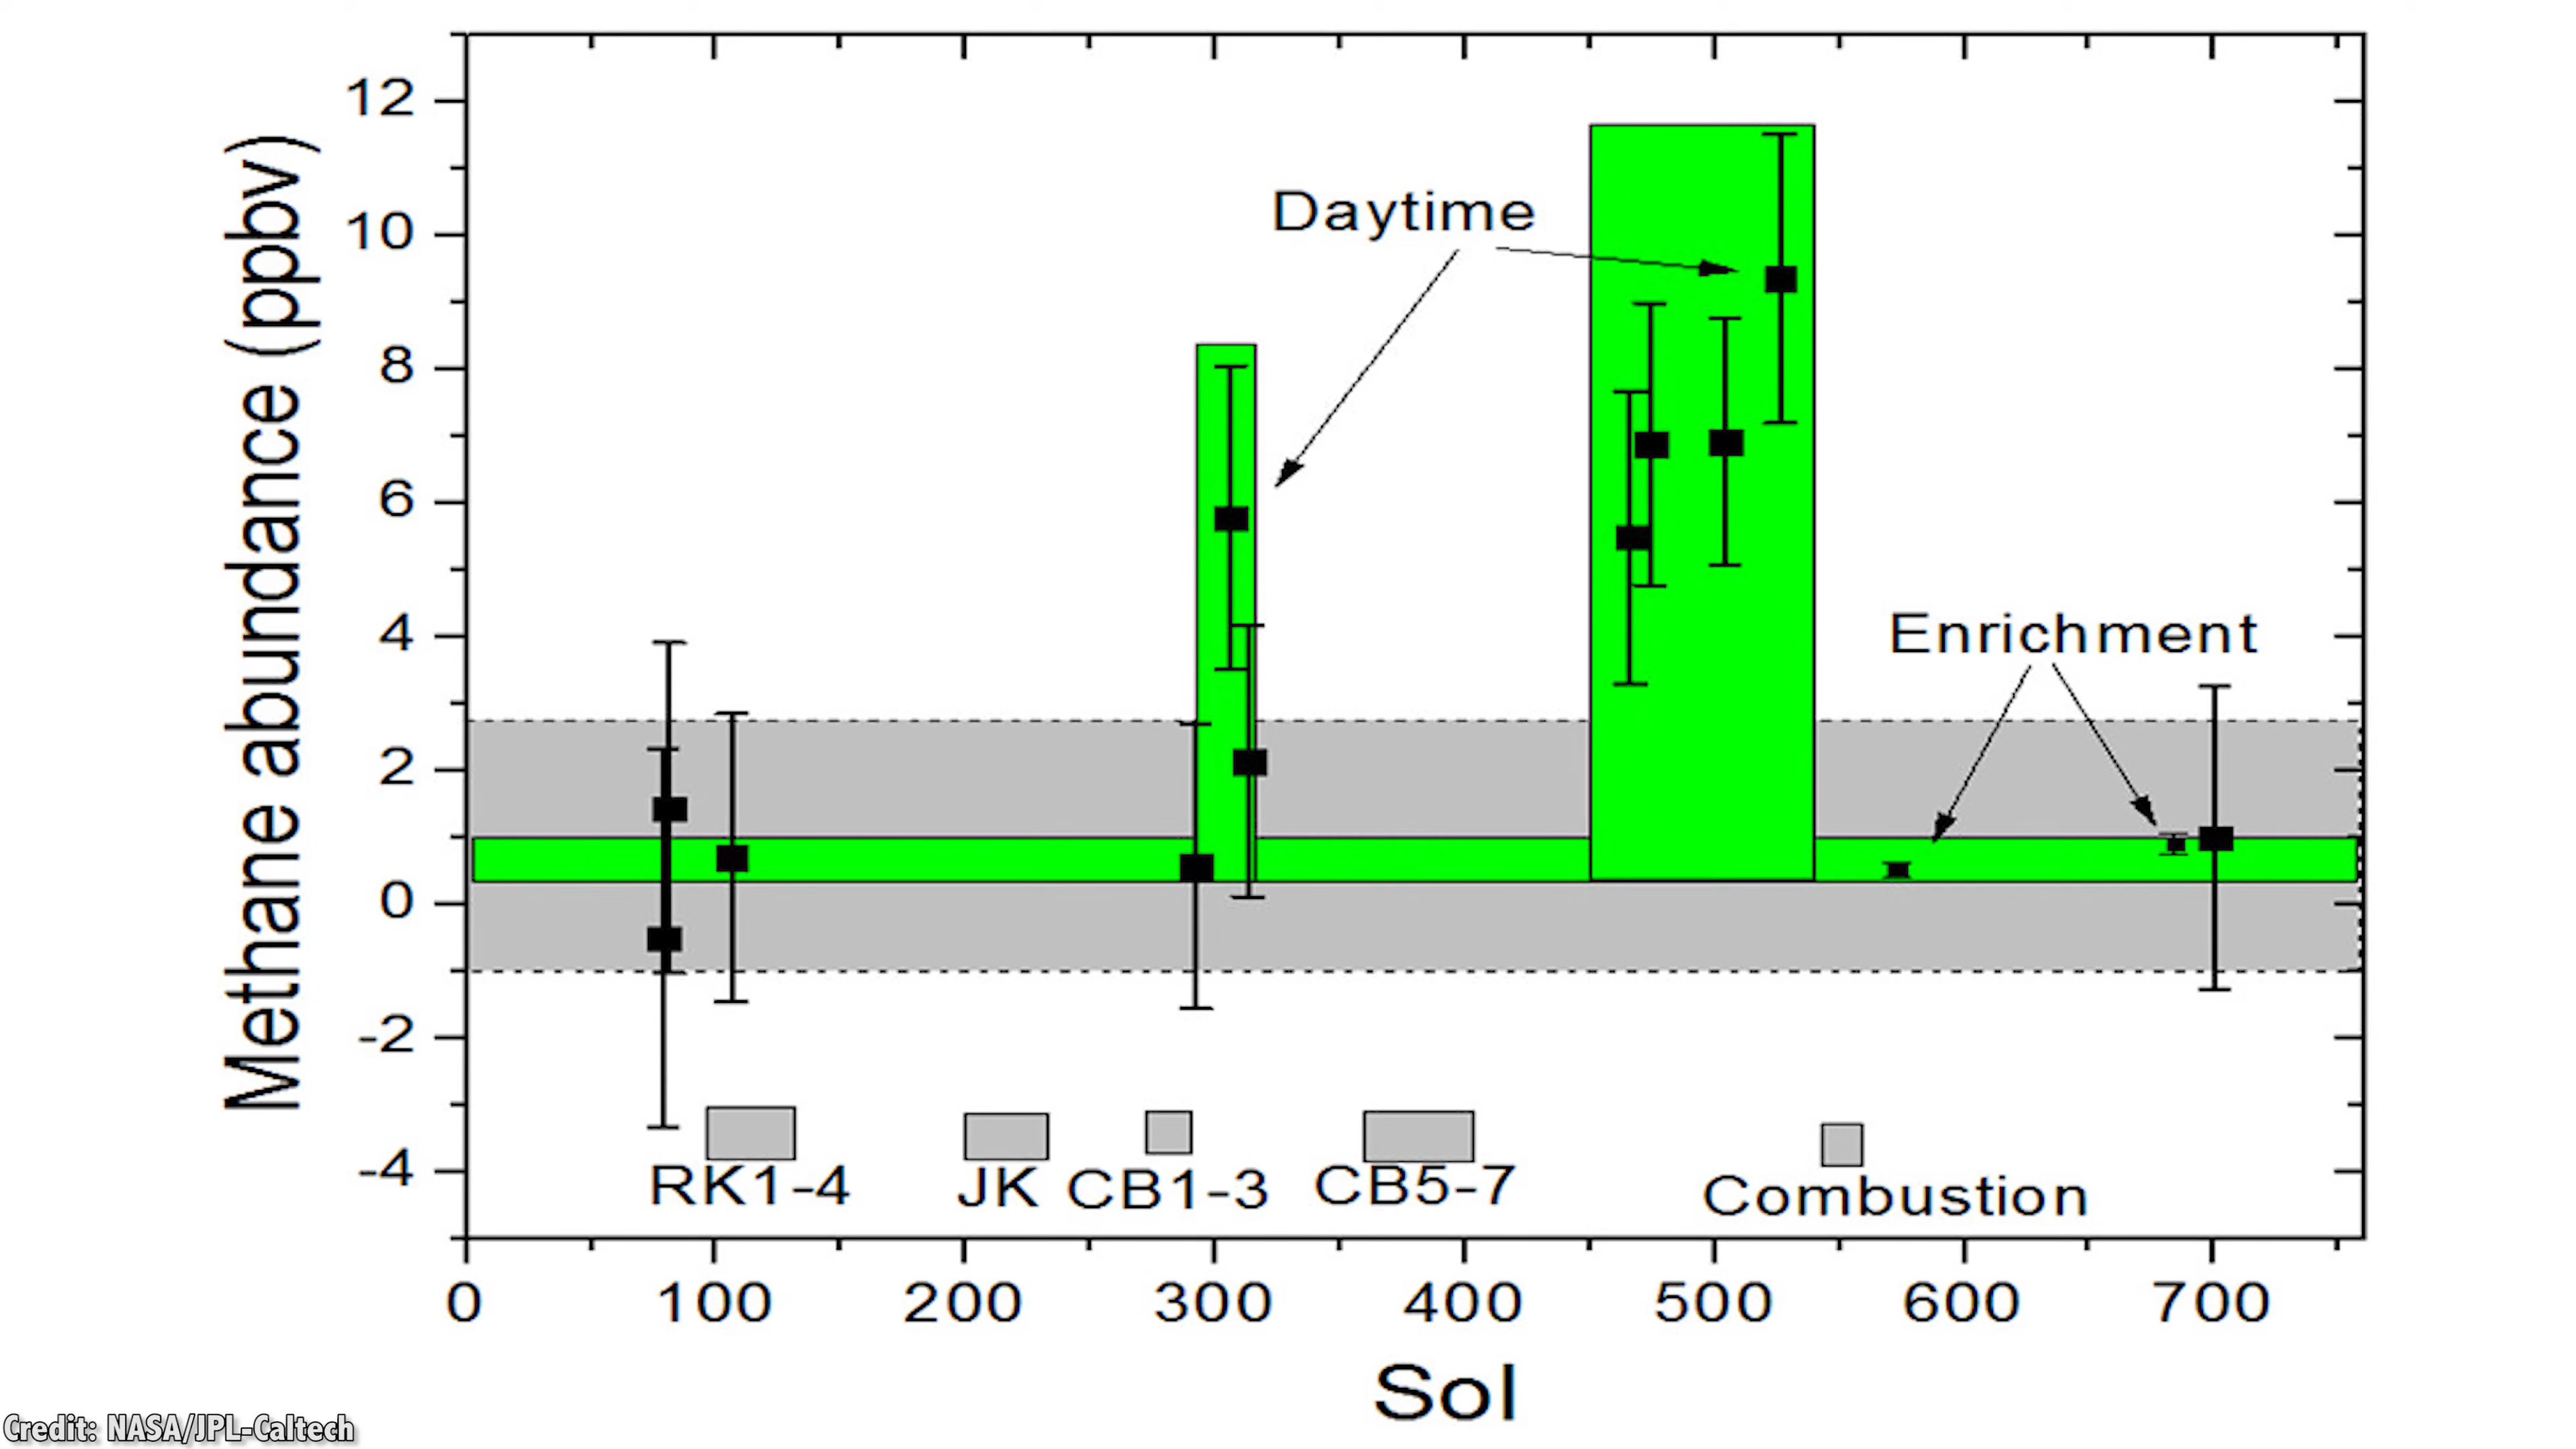 Methane abundance (ppbv)
12
10
8
6
4
2
0
-2
-4
Daytime
Enrichment
RK1-4
JK
CB1-3
CB5-7
Combustion
0 100 200 300 400 500 600 700
Sol
Credit: NASA/JPL-Caltech